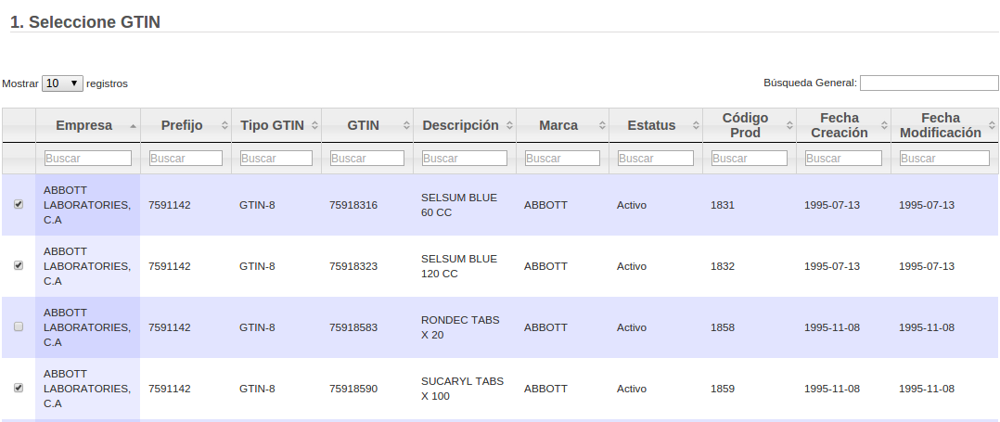 1. Seleccione GTIN
Mostrar 10 registros
Búsqueda General:
Empresa Prefijo Tipo GTIN GTIN Descripción Marca Estatus Código Prod Fecha Creación Fecha Modificación
Buscar Buscar Buscar Buscar Buscar Buscar Buscar Buscar Buscar Buscar
ABBOTT LABORATORIES, C.A 7591142 GTIN-8 75918316 SELSUM BLUE 60 CC ABBOTT Activo 1831 1995-07-13 1995-07-13
ABBOTT LABORATORIES, C.A 7591142 GTIN-8 75918323 SELSUM BLUE 120 CC ABBOTT Activo 1832 1995-07-13 1995-07-13
ABBOTT LABORATORIES, C.A 7591142 GTIN-8 75918583 RONDEC TABS X 20 ABBOTT Activo 1858 1995-11-08 1995-11-08
ABBOTT LABORATORIES, C.A 7591142 GTIN-8 75918590 SUCARYL TABS X 100 ABBOTT Activo 1859 1995-11-08 1995-11-08